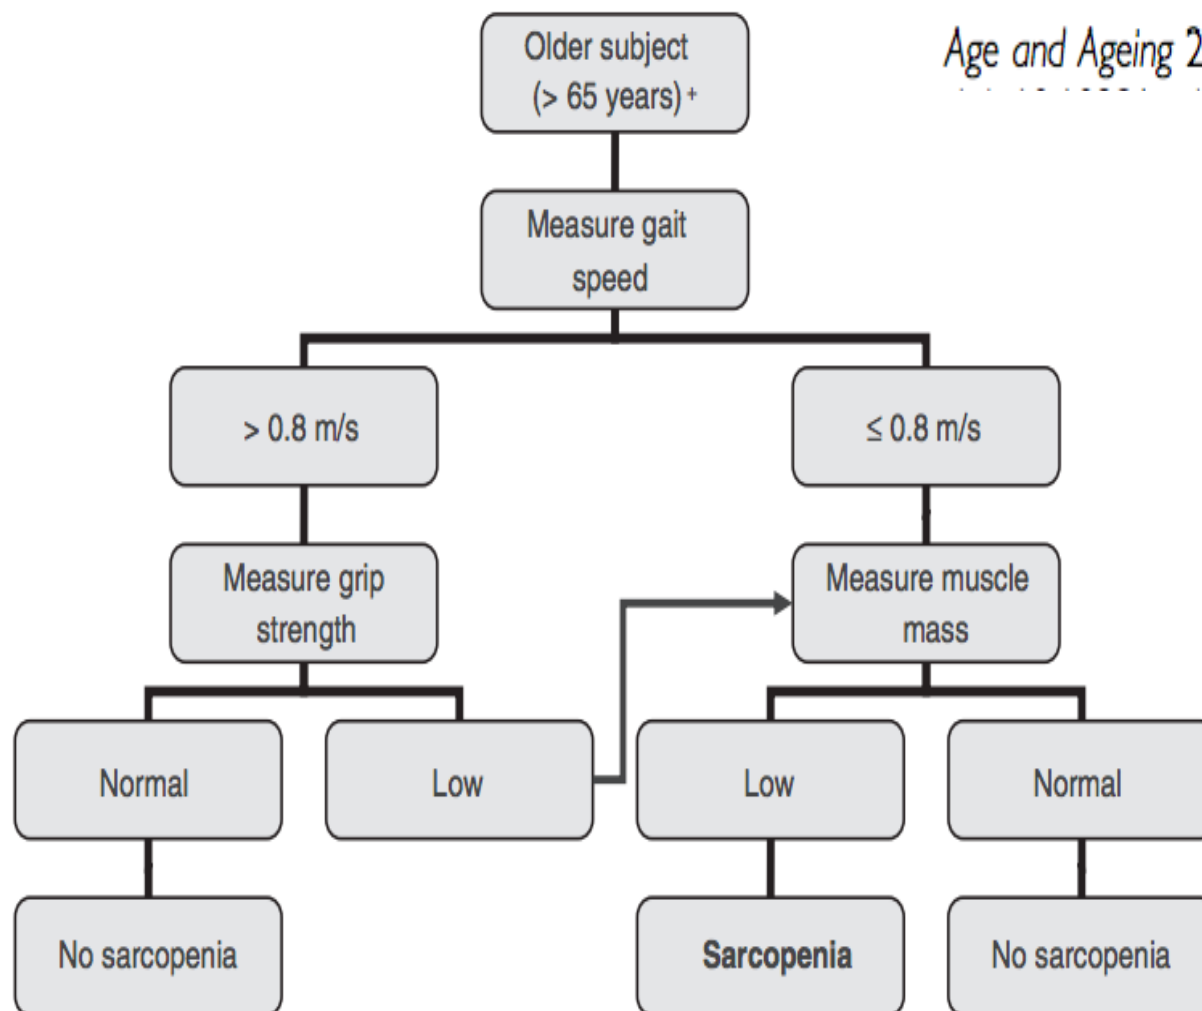 Older subject
(> 65 years) +
Age and Ageing 2
Measure gait
speed
> 0.8 m/s
≤ 0.8 m/s
Measure grip
strength
Measure muscle
mass
Normal
Low
Low
Normal
No sarcopenia
Sarcopenia
No sarcopenia